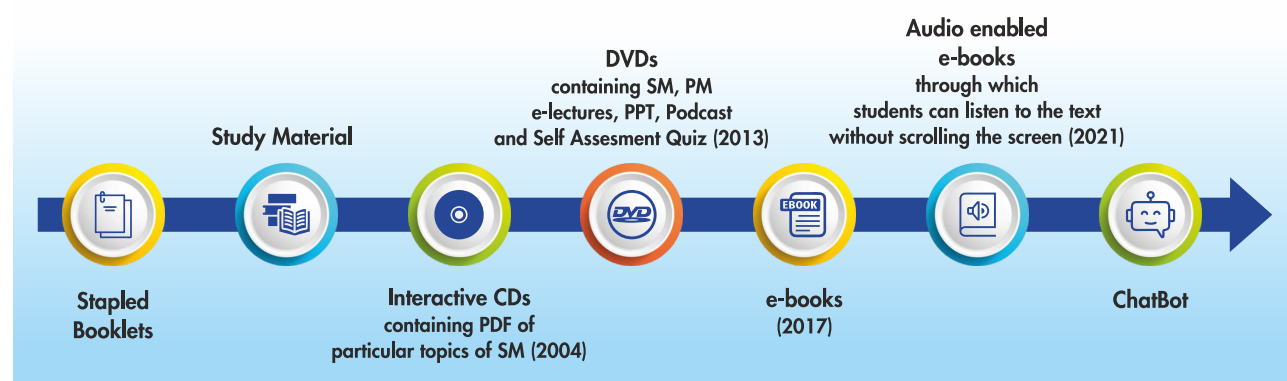 Stapled
Booklets
Study Material
Interactive CDs
containing PDF of
particular topics of SM (2004)
DVDs
containing SM, PM
e-lectures, PPT, Podcast
and Self Assesment Quiz (2013)
DVD
EBOOK
e-books
(2017)
Audio enabled
e-books
through which
students can listen to the text
without scrolling the screen (2021)
ChatBot